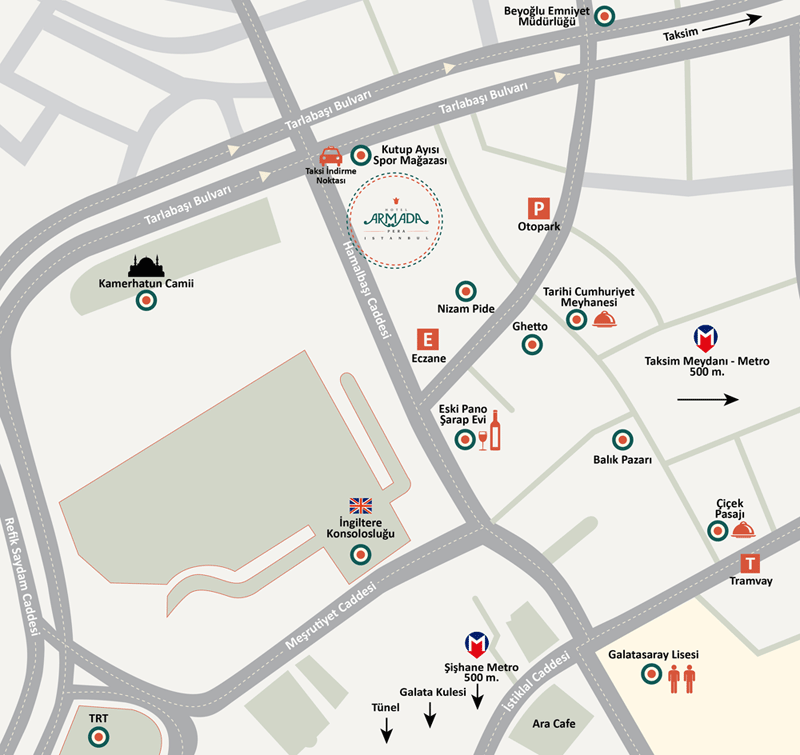 Beyoğlu Emniyet
Müdürlüğü
Taksim
Tarlabaşı Bulvarı
Tarlabaşı Bulvarı
Kutup Ayısı
Spor Mağazası
Taksi İndirme
Noktası
Tarlabaşı Bulvarı
HOTEL
ARMADA
PERA
ISTANBUL
P
Otopark
Hamalbaşı Caddesi
Kamerhatun Camii
Nizam Pide
Tarihi Cumhuriyet
Meyhanesi
Ghetto
E
Eczane
M
Taksim Meydanı - Metro
500 m.
Eski Pano
Şarap Evi
Balık Pazarı
İngiltere
Konsolosluğu
Çiçek
Pasajı
T
Tramvay
Refik Saydam Caddesi
Meşrutiyet Caddesi
M
Şişhane Metro
500 m.
İstiklal Caddesi
Galatasaray Lisesi
Galata Kulesi
Tünel
Ara Cafe
TRT